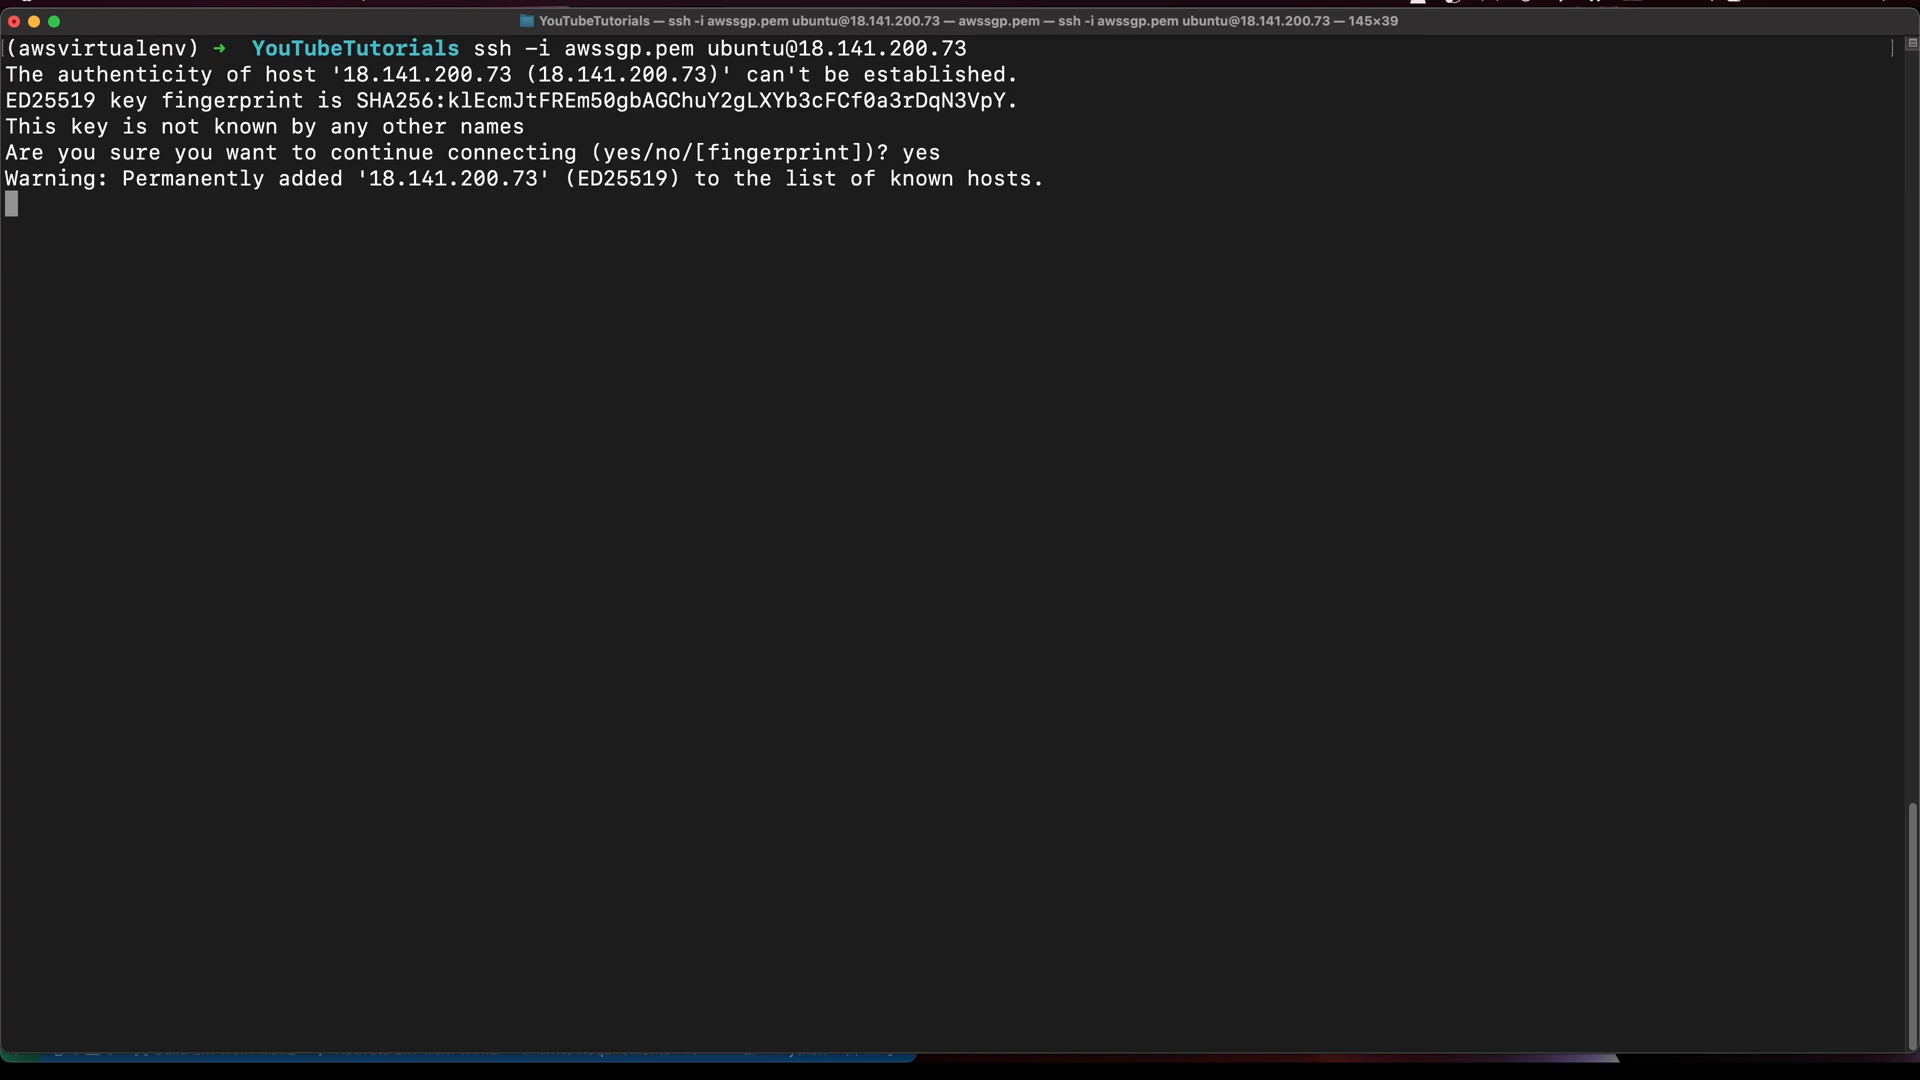 YouTubeTutorials — ssh -i awssgp.pem ubuntu@18.141.200.73 — awssgp.pem — ssh -i awssgp.pem ubuntu@18.141.200.73 — 145×39
(awsvirtualenv) ➜  YouTubeTutorials ssh -i awssgp.pem ubuntu@18.141.200.73
The authenticity of host '18.141.200.73 (18.141.200.73)' can't be established.
ED25519 key fingerprint is SHA256:klEcmJtFREm50gbAGChuY2gLXYb3cFCf0a3rDqN3VpY.
This key is not known by any other names
Are you sure you want to continue connecting (yes/no/[fingerprint])? yes
Warning: Permanently added '18.141.200.73' (ED25519) to the list of known hosts.